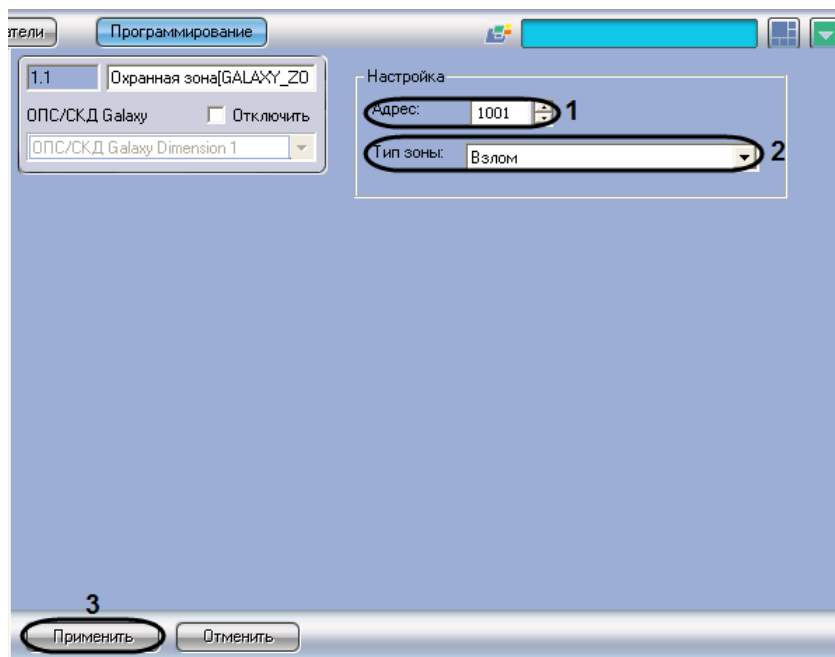 тели Программирование
1.1 Охранная зона[GALAXY_ZO
ОПС/СКД Galaxy Отключить
ОПС/СКД Galaxy Dimension 1
Настройка
Адрес: 1001 1
Тип зоны: Взлом 2
3
Применить Отменить